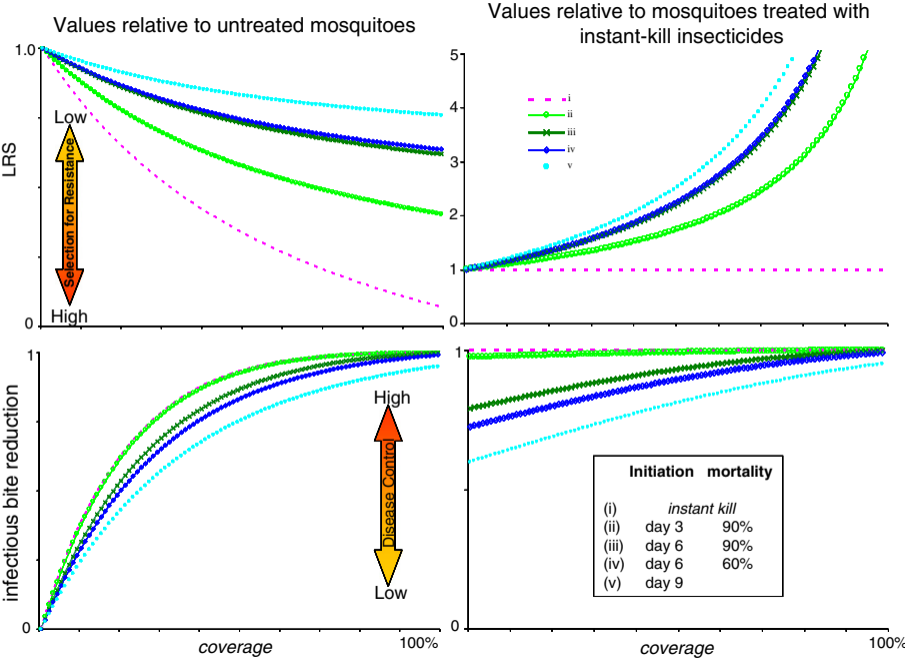 Values relative to untreated mosquitoes
Values relative to mosquitoes treated with
instant-kill insecticides
1.0
LRS
Low
Selection for Resistance
High
0
5
4
3
2
1
0
i
ii
iii
iv
v
1
infectious bite reduction
High
Disease Control
Low
0
coverage
100%
1
Initiation mortality
(i) instant kill
(ii) day 3 90%
(iii) day 6 90%
(iv) day 6 60%
(v) day 9
0
coverage
100%